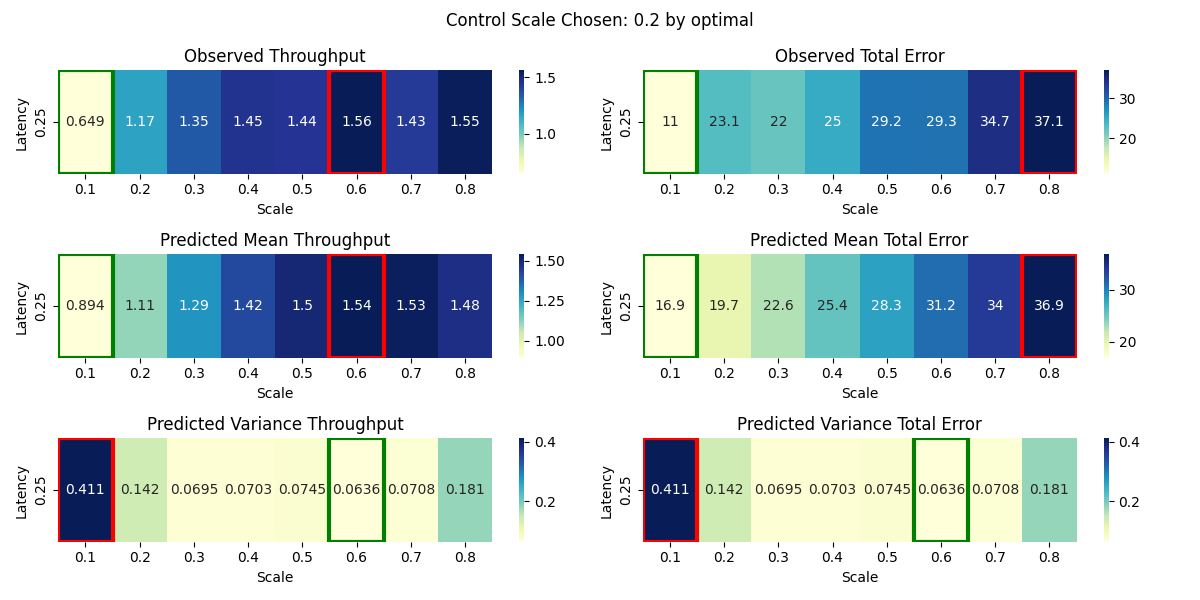 Control Scale Chosen: 0.2 by optimal
Observed Throughput
Latency
0.25
0.649 1.17 1.35 1.45 1.44 1.56 1.43 1.55
0.1 0.2 0.3 0.4 0.5 0.6 0.7 0.8
Scale
1.5
1.0
Observed Total Error
Latency
0.25
11 23.1 22 25 29.2 29.3 34.7 37.1
0.1 0.2 0.3 0.4 0.5 0.6 0.7 0.8
Scale
30
20
Predicted Mean Throughput
Latency
0.25
0.894 1.11 1.29 1.42 1.5 1.54 1.53 1.48
0.1 0.2 0.3 0.4 0.5 0.6 0.7 0.8
Scale
1.50
1.25
1.00
Predicted Mean Total Error
Latency
0.25
16.9 19.7 22.6 25.4 28.3 31.2 34 36.9
0.1 0.2 0.3 0.4 0.5 0.6 0.7 0.8
Scale
30
20
Predicted Variance Throughput
Latency
0.25
0.411 0.142 0.0695 0.0703 0.0745 0.0636 0.0708 0.181
0.1 0.2 0.3 0.4 0.5 0.6 0.7 0.8
Scale
0.4
0.2
Predicted Variance Total Error
Latency
0.25
0.411 0.142 0.0695 0.0703 0.0745 0.0636 0.0708 0.181
0.1 0.2 0.3 0.4 0.5 0.6 0.7 0.8
Scale
0.4
0.2